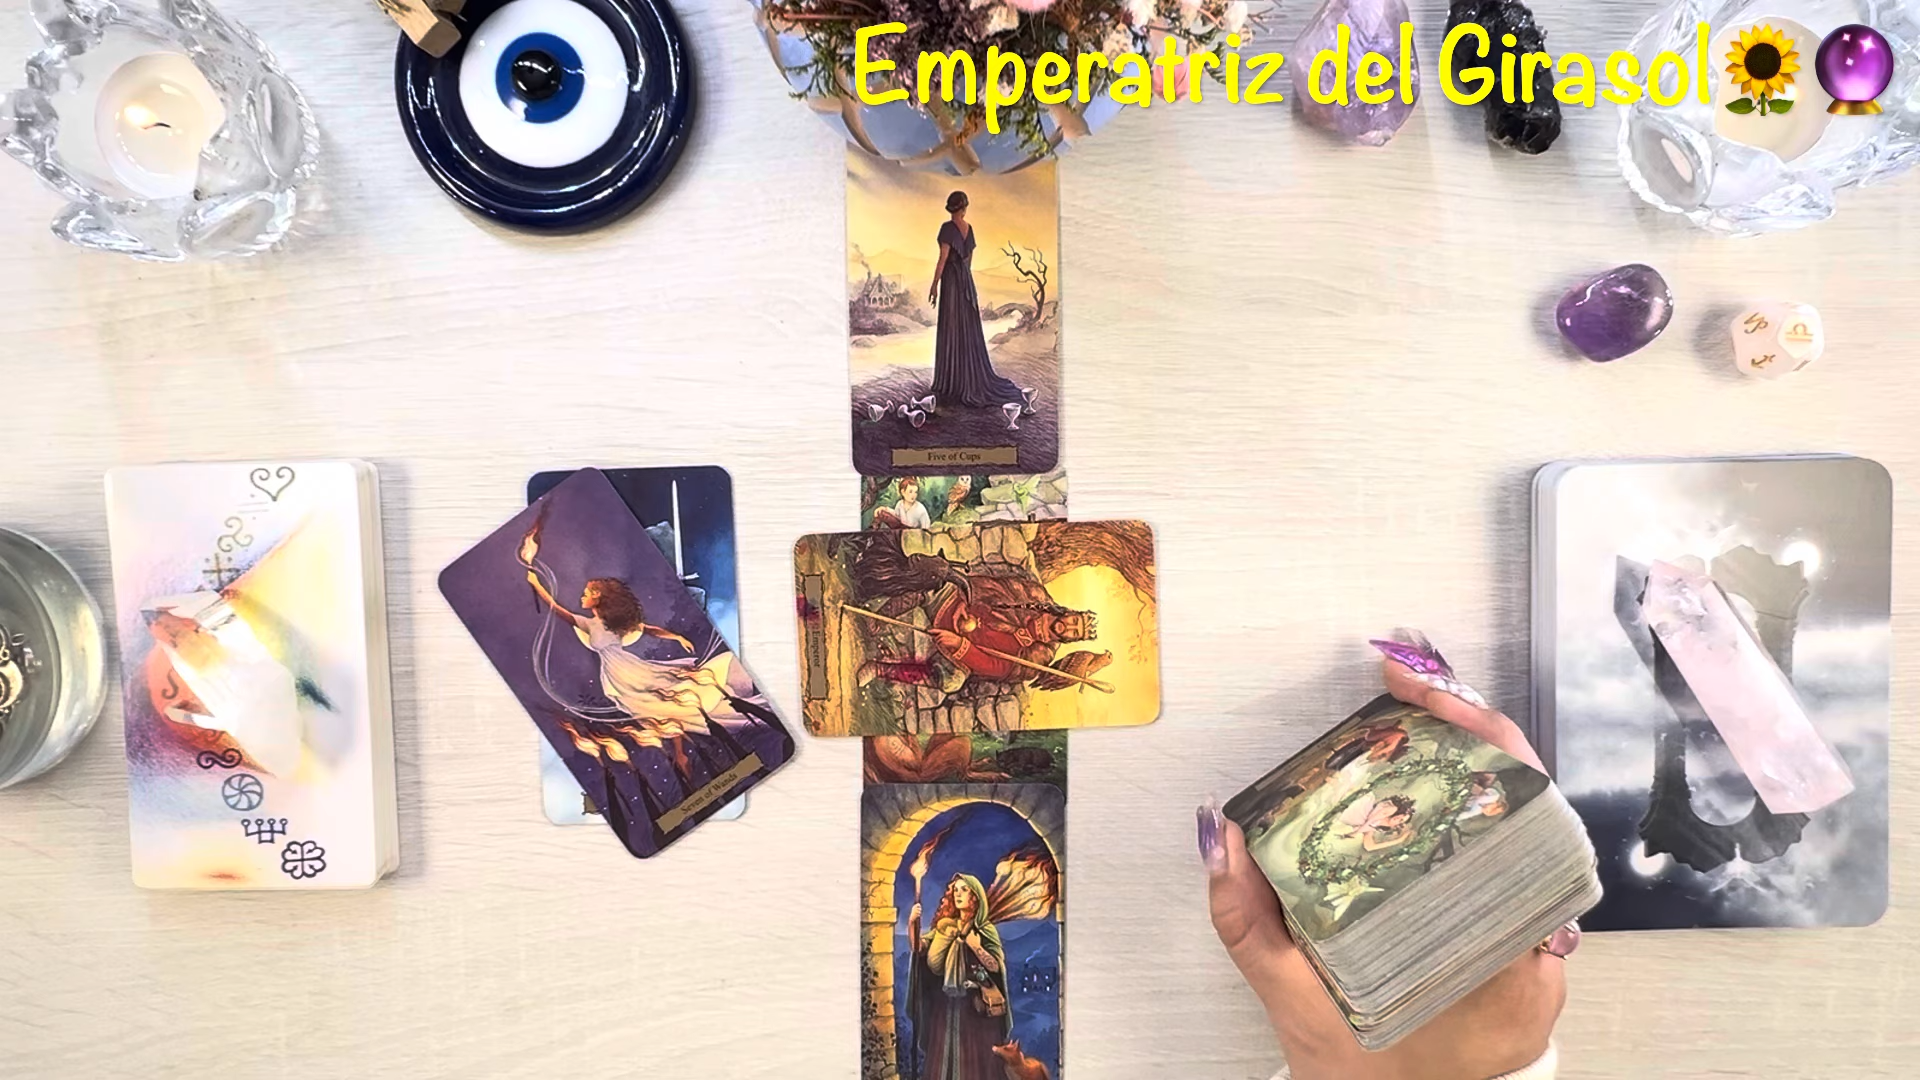 Emperatriz del Girasol🌻🔮
Five of Cups
Emperor
Seven of Wands